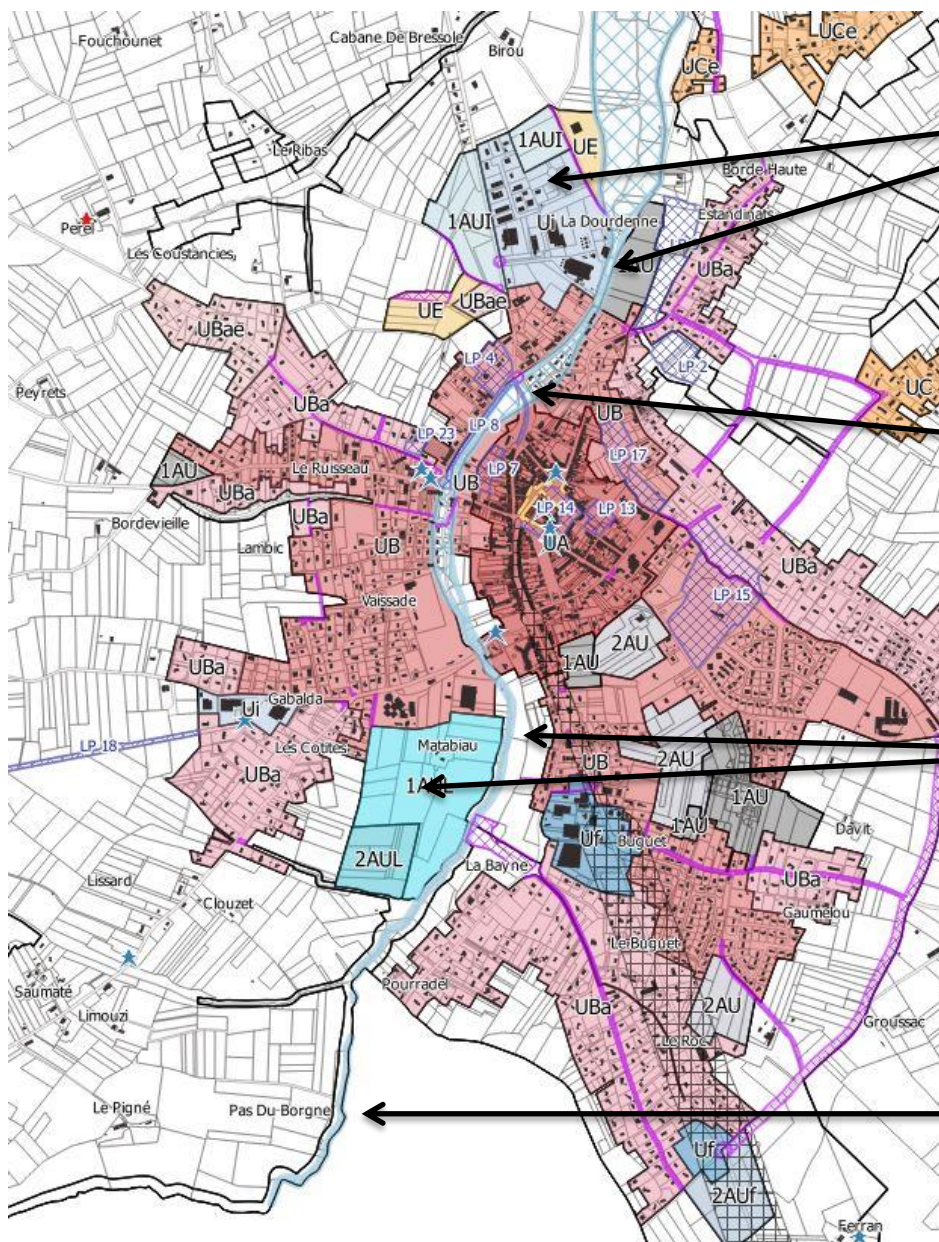 Fouchounet
Cabane De Bressole
Birou
UCe
UCe
1AUI
UE
Le Ribas
Borde Haute
Perel
1AUI
Ui
La Dourdenne
Estandinats
Les Coustancies
UBa
UE
UBae
UBae
LP 4
LP 2
Peyrets
UC
UBa
UB
LP 8
LP 23
LP 17
1AU
Le Ruisseau
LP 7
UBa
UB
LP 14
LP 13
Bordevieille
UBa
Lambic
UB
UA
UBa
LP 15
Vaissade
2AU
1AU
UBa
Gabalda
Ui
LP 18
Les Cotites
Matabiau
UB
2AU
UBa
1AUL
1AU
1AU
Uf
Buguet
Davit
2AUL
La Bayne
UBa
Lissard
Gaumélou
Clouzet
Le Buguet
Saumate
Pourradel
Limouzi
UBa
2AU
Groussac
Le Roc
Le Pigné
Pas Du Borgne
Uf
2AUf
Ferran